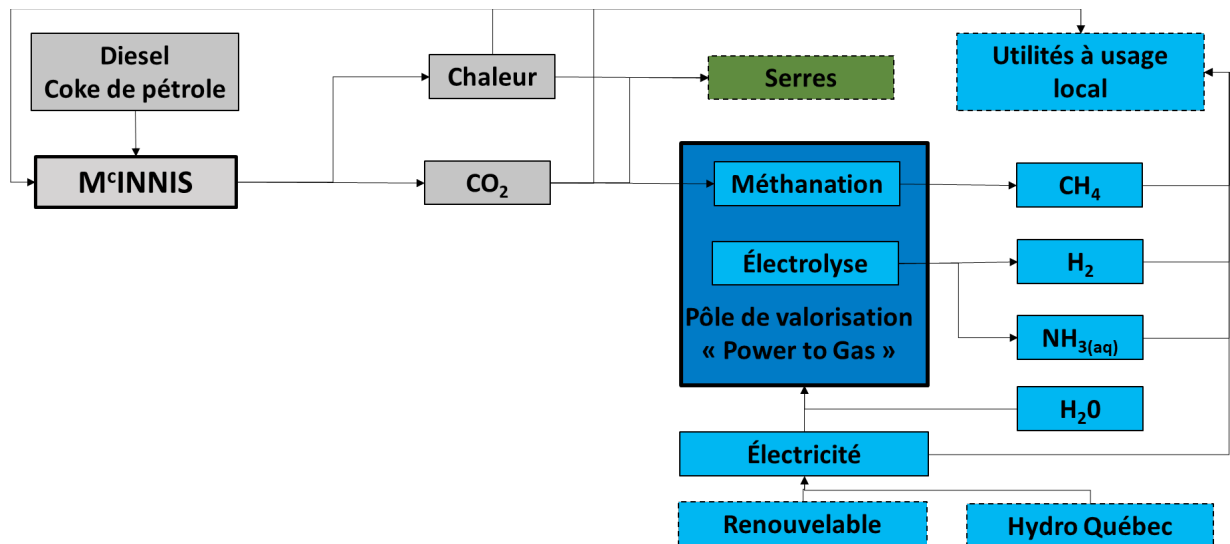 Diesel
Coke de pétrole
Chaleur
Serres
Utilités à usage
local
MᶜINNIS
CO₂
Méthanation
CH₄
Électrolyse
H₂
Pôle de valorisation
« Power to Gas »
NH₃₍aq₎
H₂0
Électricité
Renouvelable
Hydro Québec